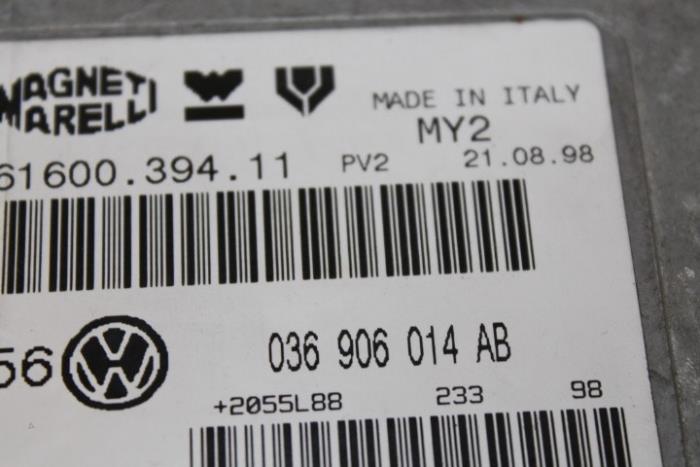 MAGNETI MARELLI
MADE IN ITALY
MY2
61600.394.11 PV2 21.08.98
56 036 906 014 AB
+2055L88 233 98